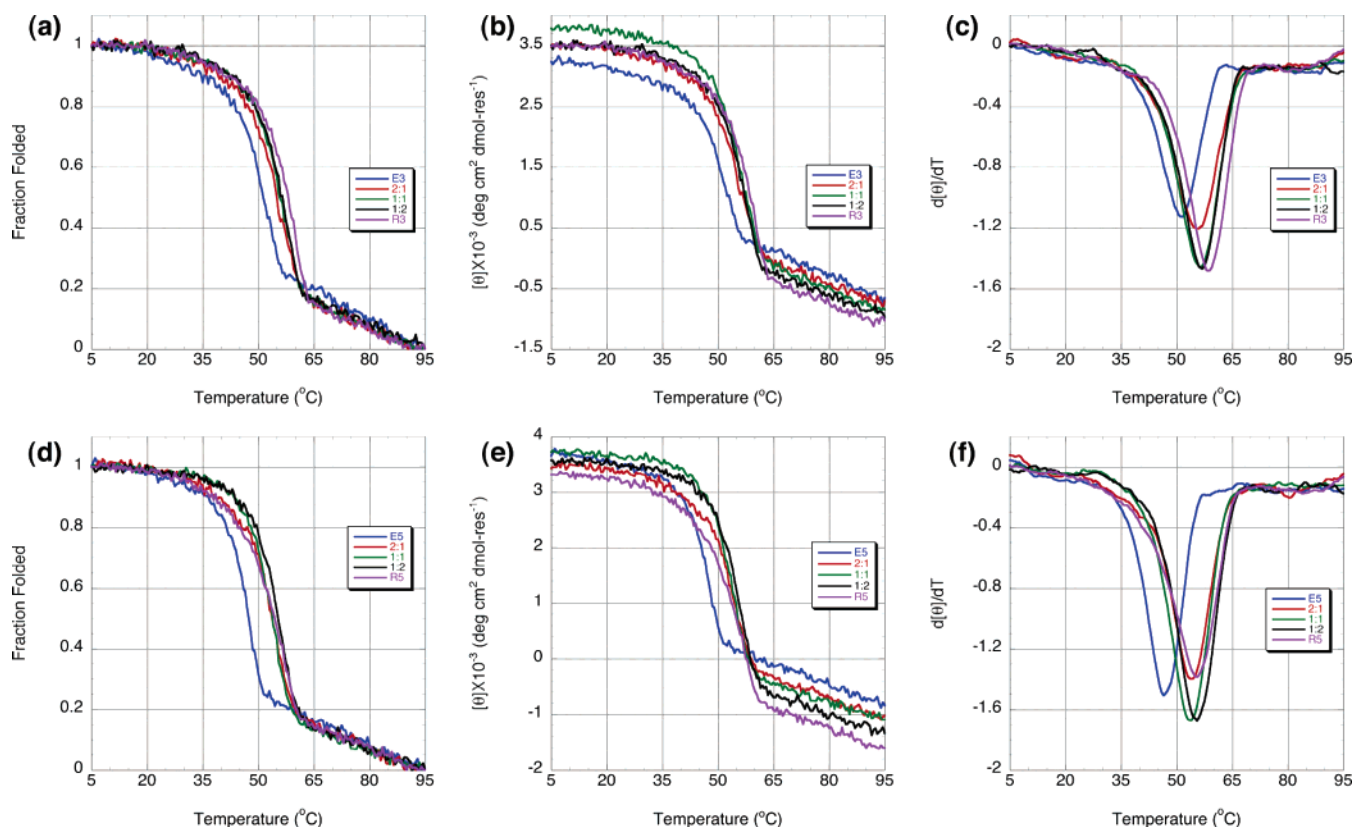 (a)
Fraction Folded
1
0.8
0.6
0.4
0.2
0
5 20 35 50 65 80 95
Temperature (°C)
E3
2:1
1:1
1:2
R3
(b)
[θ]X10⁻³ (deg cm² dmol-res⁻¹)
3.5
2.5
1.5
0.5
-0.5
-1.5
5 20 35 50 65 80 95
Temperature (°C)
E3
2:1
1:1
1:2
R3
(c)
d[θ]/dT
0
-0.4
-0.8
-1.2
-1.6
-2
5 20 35 50 65 80 95
Temperature (°C)
E3
2:1
1:1
1:2
R3
(d)
Fraction Folded
1
0.8
0.6
0.4
0.2
0
5 20 35 50 65 80 95
Temperature (°C)
E5
2:1
1:1
1:2
R5
(e)
[θ]X10⁻³ (deg cm² dmol-res⁻¹)
4
3
2
1
0
-1
-2
5 20 35 50 65 80 95
Temperature (°C)
E5
2:1
1:1
1:2
R5
(f)
d[θ]/dT
0
-0.4
-0.8
-1.2
-1.6
-2
5 20 35 50 65 80 95
Temperature (°C)
E5
2:1
1:1
1:2
R5